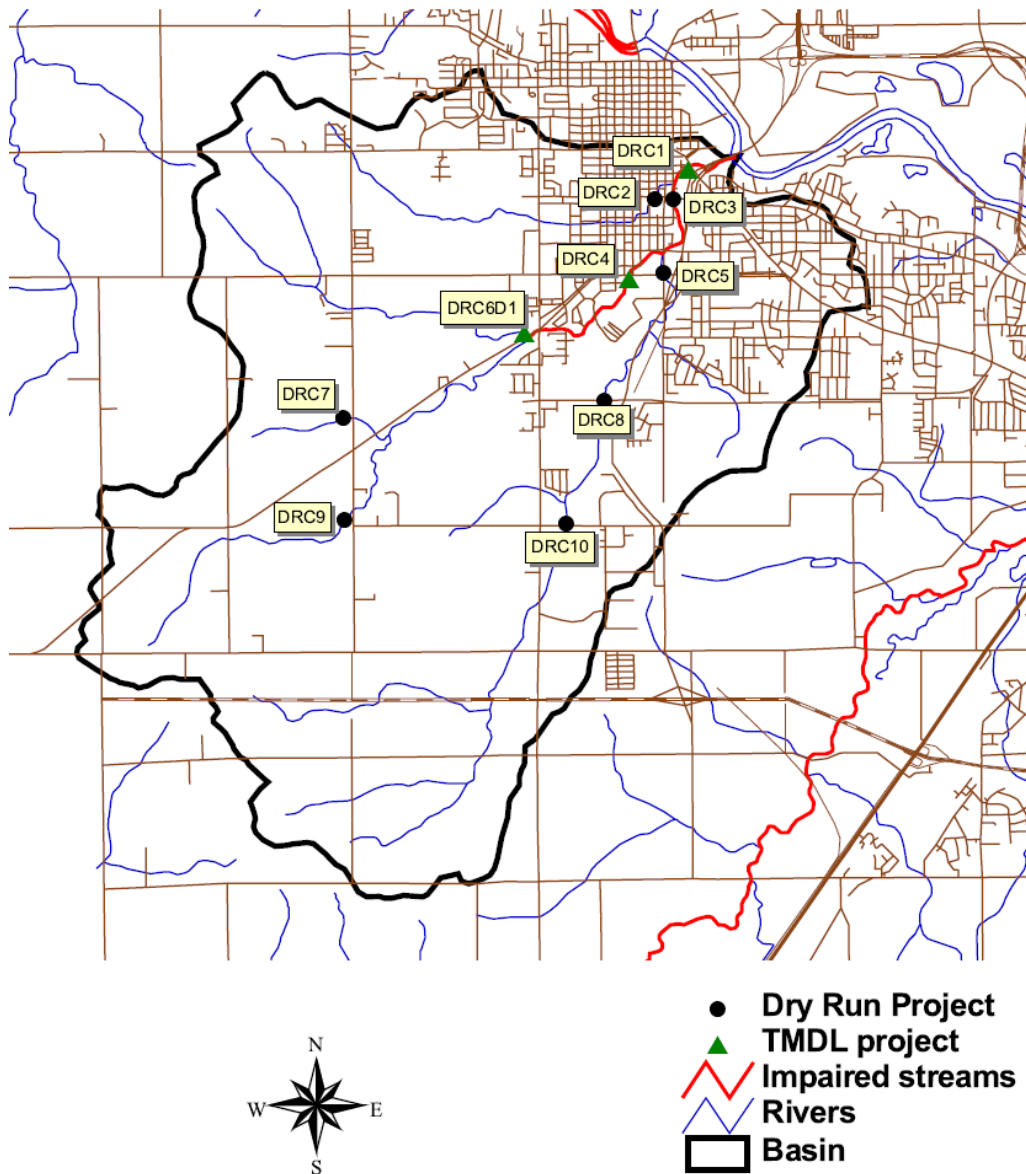 DRC1
DRC2
DRC3
DRC4
DRC5
DRC6D1
DRC7
DRC8
DRC9
DRC10
N
W E
S
Dry Run Project
TMDL project
Impaired streams
Rivers
Basin